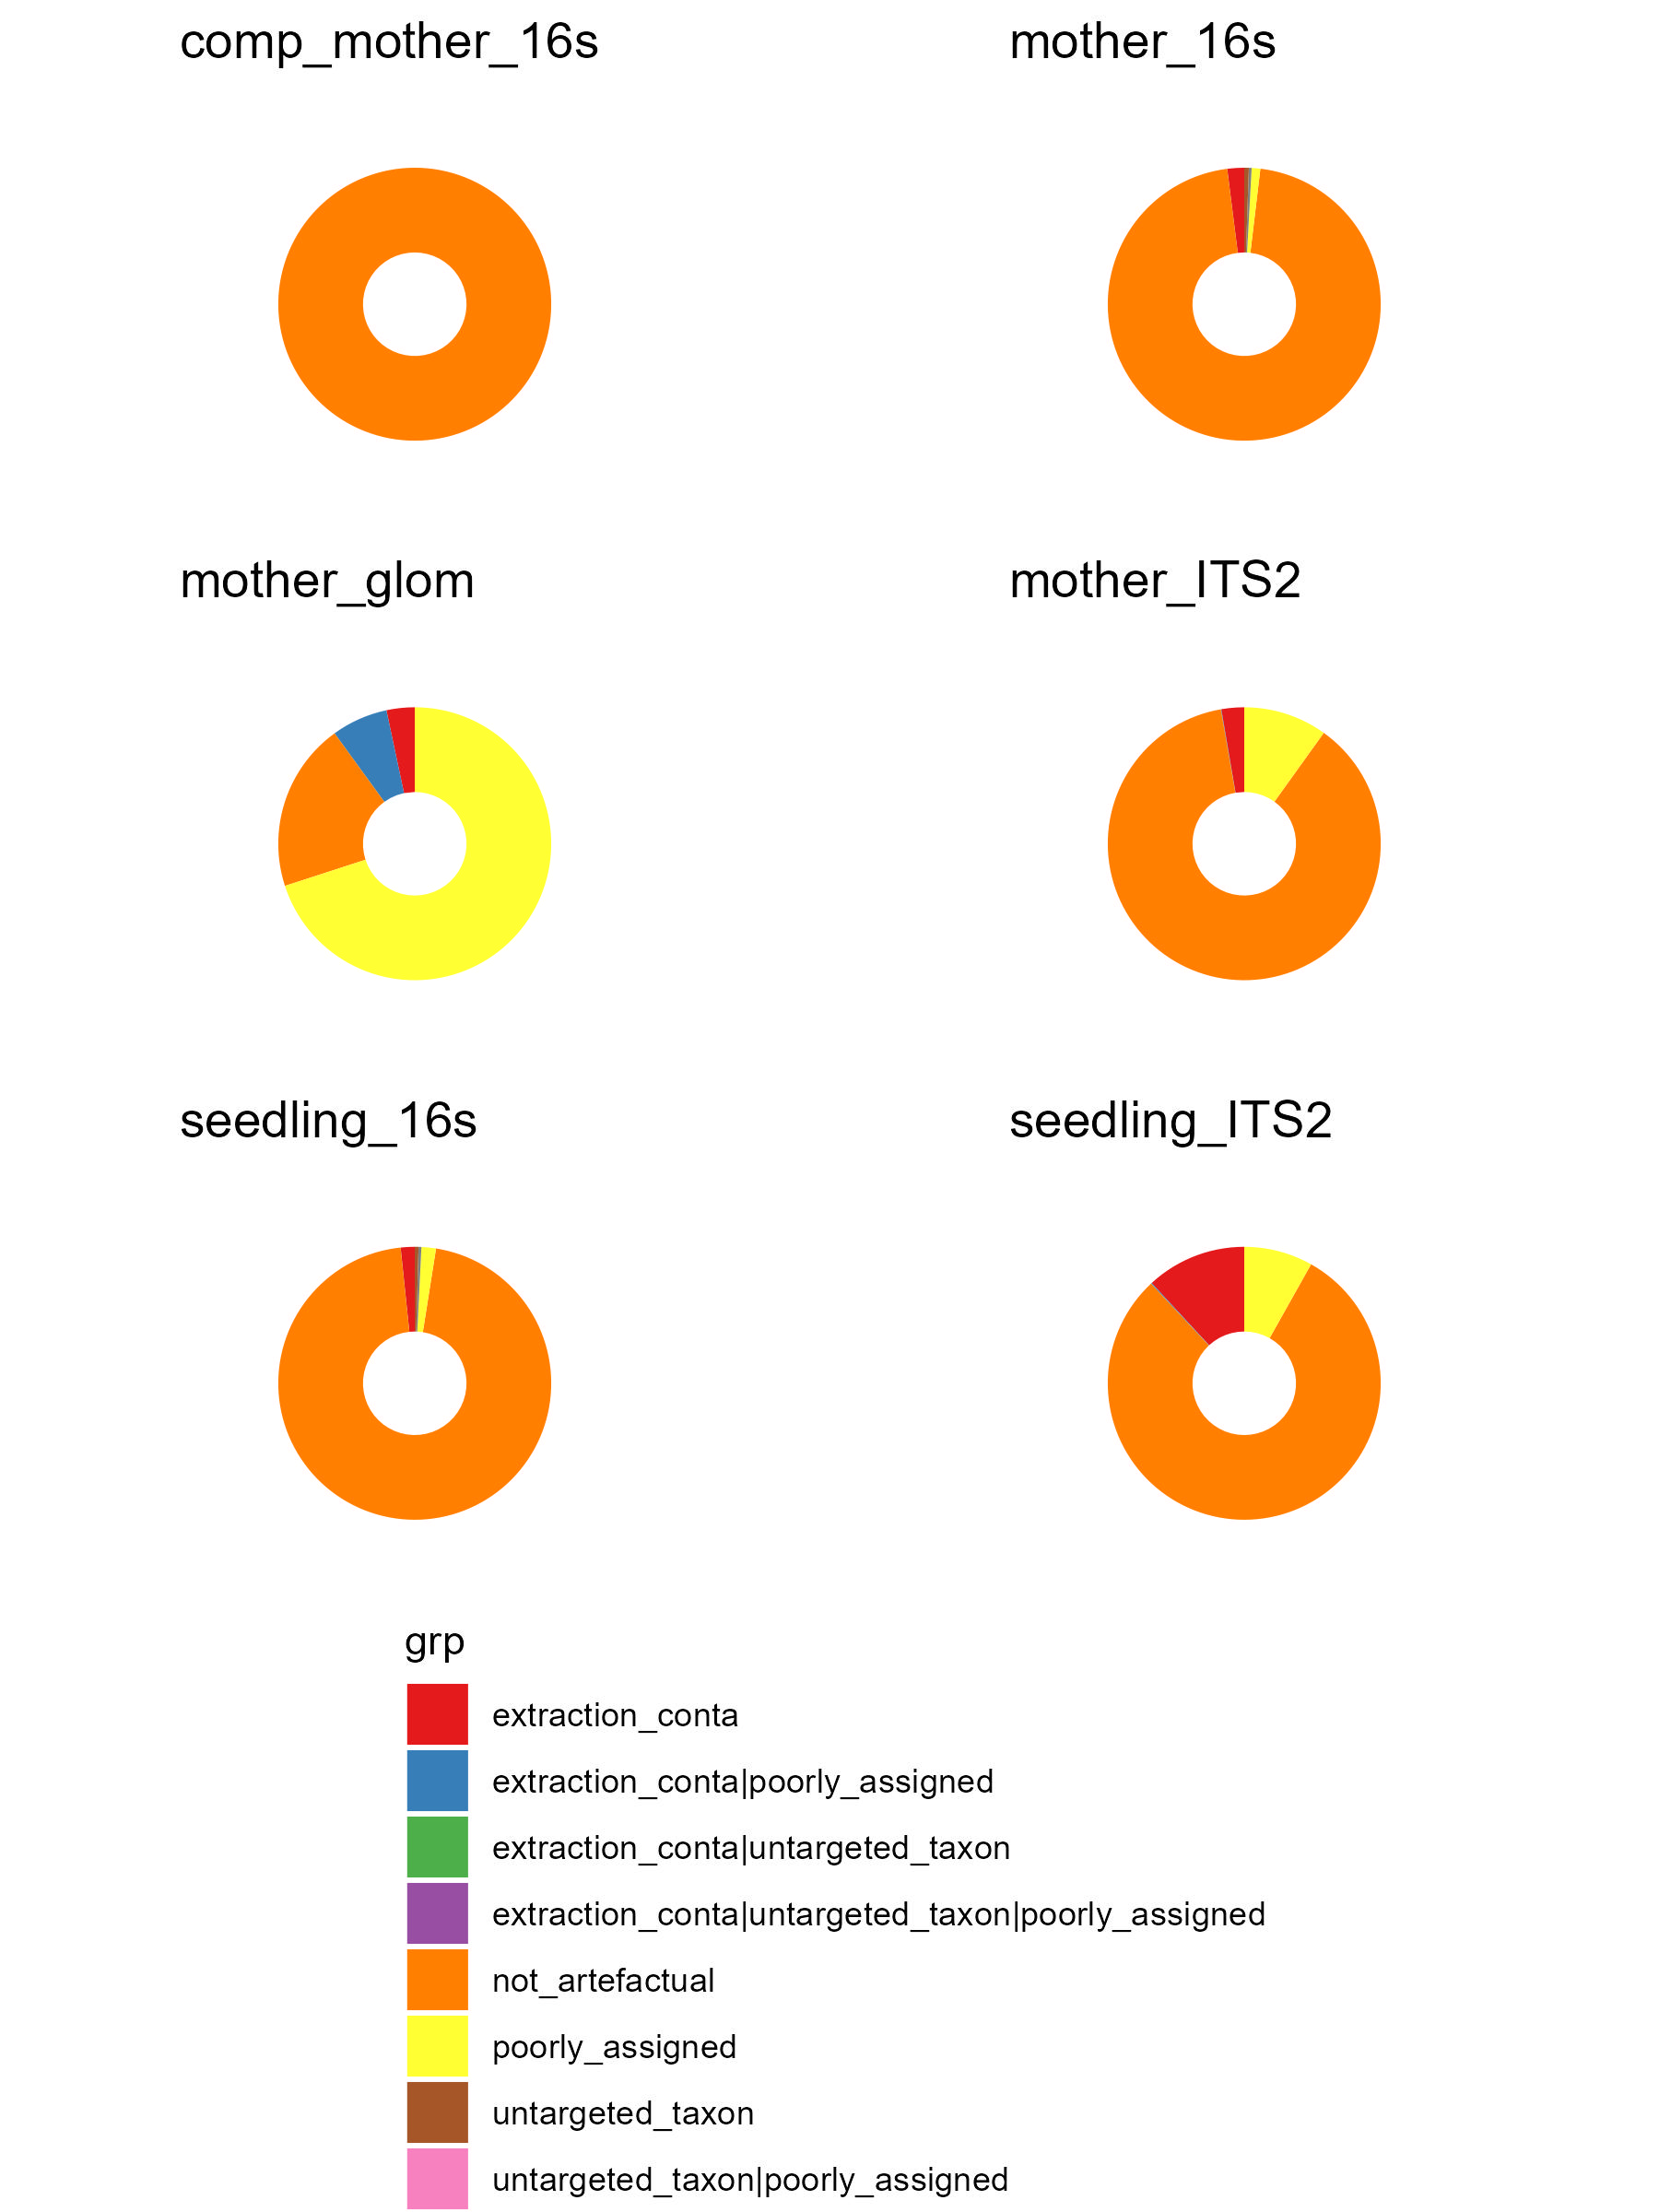 comp_mother_16s
mother_16s
mother_glom
mother_ITS2
seedling_16s
seedling_ITS2
grp
extraction_conta
extraction_conta|poorly_assigned
extraction_conta|untargeted_taxon
extraction_conta|untargeted_taxon|poorly_assigned
not_artefactual
poorly_assigned
untargeted_taxon
untargeted_taxon|poorly_assigned